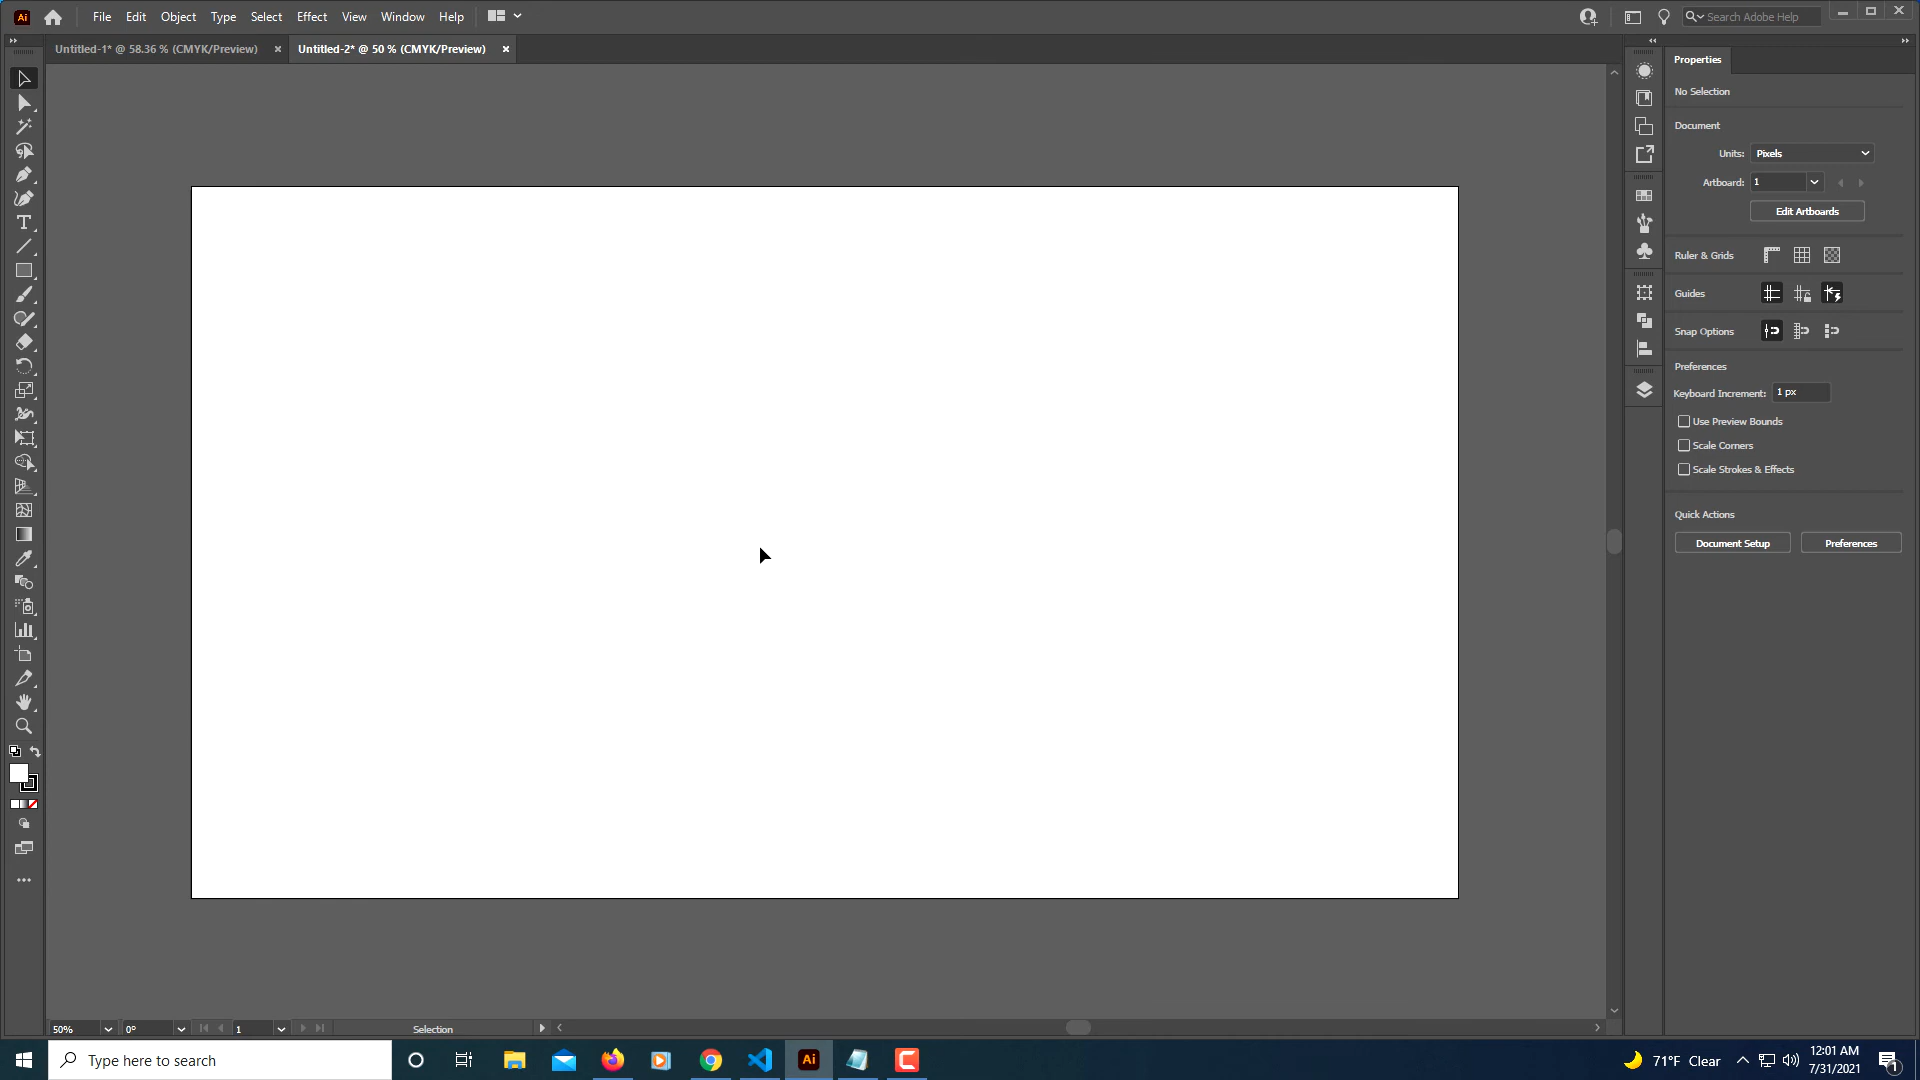 Ai File Edit Object Type Select Effect View Window Help Search Adobe Help
Untitled-1* @ 58.36 % (CMYK/Preview) × Untitled-2* @ 50 % (CMYK/Preview) ×
Properties
No Selection
Document
Units: Pixels
Artboard: 1
Edit Artboards
Ruler & Grids
Guides
Snap Options
Preferences
Keyboard Increment: 1 px
Use Preview Bounds
Scale Corners
Scale Strokes & Effects
Quick Actions
Document Setup Preferences
50% 0° 1 Selection
Type here to search Ai 71°F Clear 12:01 AM
7/31/2021 1